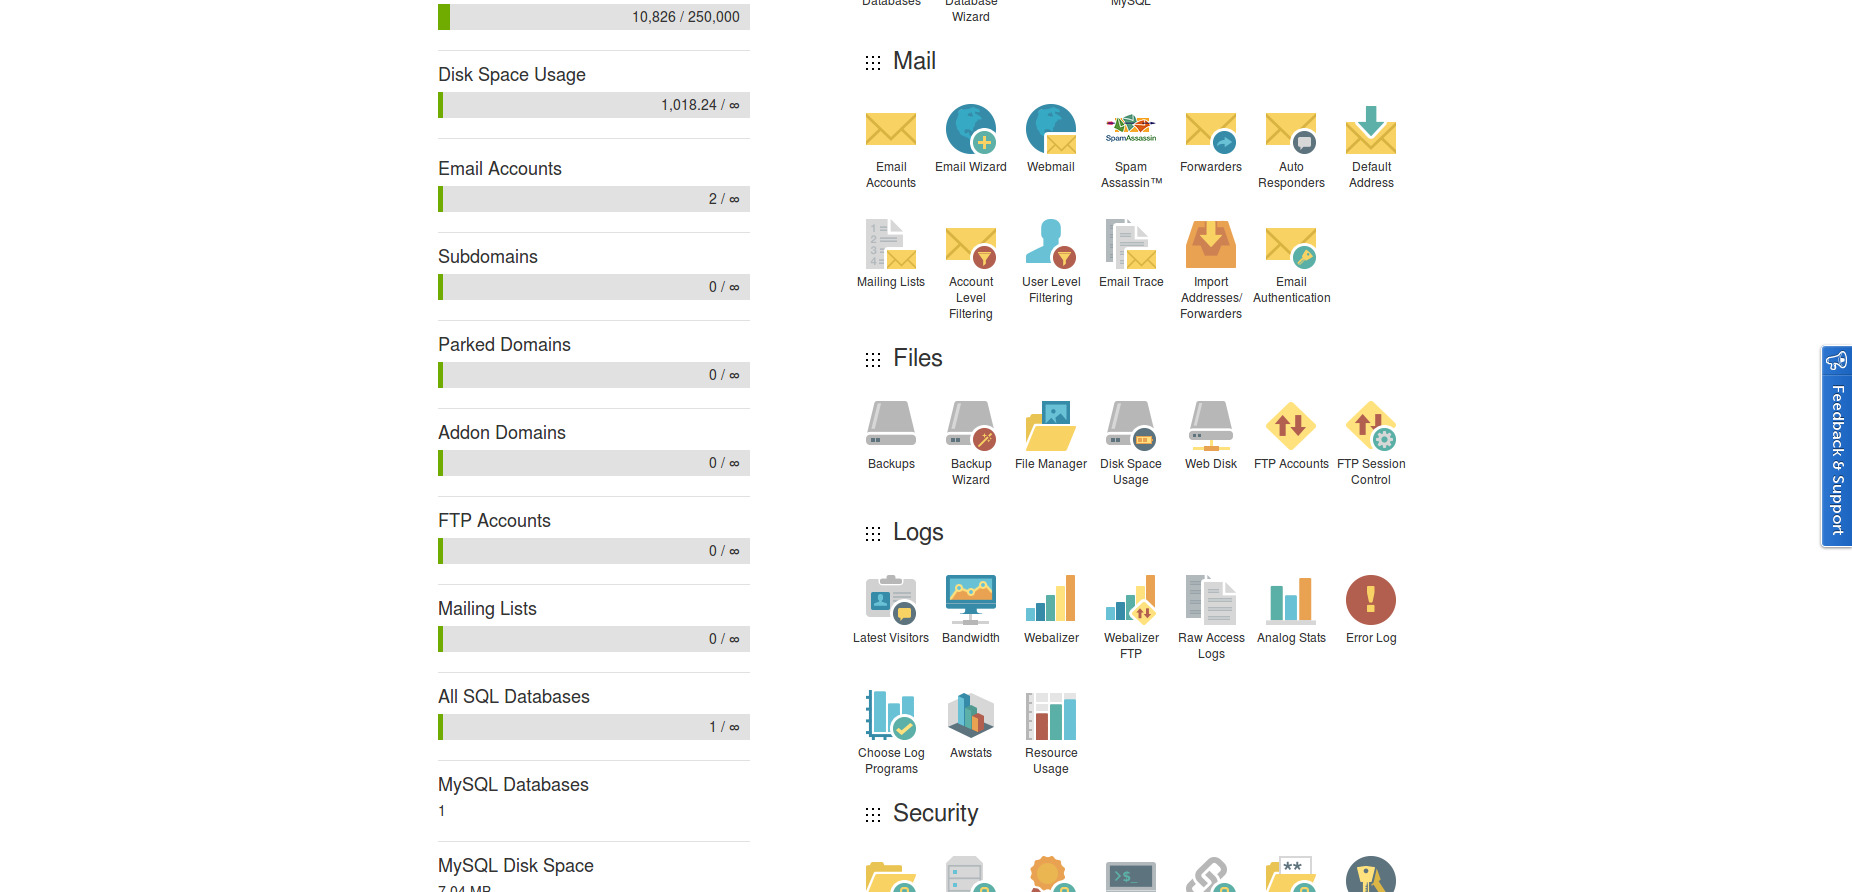 10,826 / 250,000
Disk Space Usage
1,018.24 / ∞
Email Accounts
2 / ∞
Subdomains
0 / ∞
Parked Domains
0 / ∞
Addon Domains
0 / ∞
FTP Accounts
0 / ∞
Mailing Lists
0 / ∞
All SQL Databases
1 / ∞
MySQL Databases
1
MySQL Disk Space
7.04 MB
Databases
Database
Wizard
MySQL
Mail
Email
Accounts
Email Wizard
Webmail
SpamAssassin
Spam
Assassin™
Forwarders
Auto
Responders
Default
Address
1
2
3
4
Mailing Lists
Account
Level
Filtering
User Level
Filtering
Email Trace
Import
Addresses/
Forwarders
Email
Authentication
Files
Backups
Backup
Wizard
File Manager
Disk Space
Usage
Web Disk
FTP Accounts
FTP Session
Control
Logs
Latest Visitors
Bandwidth
Webalizer
Webalizer
FTP
Raw Access
Logs
Analog Stats
!
Error Log
Choose Log
Programs
Awstats
Resource
Usage
Security
>$_
**
Feedback & Support